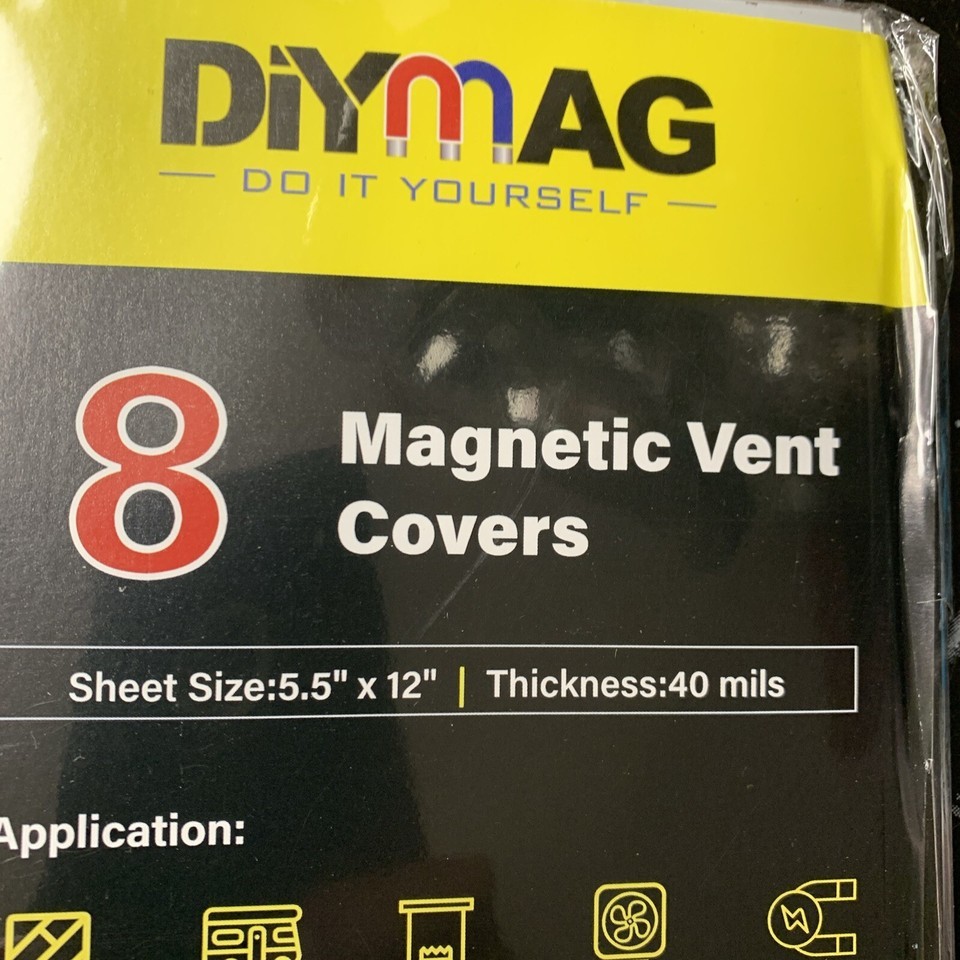 DiYMAG
— DO IT YOURSELF —
8
Magnetic Vent
Covers
Sheet Size:5.5" x 12" | Thickness:40 mils
Application: